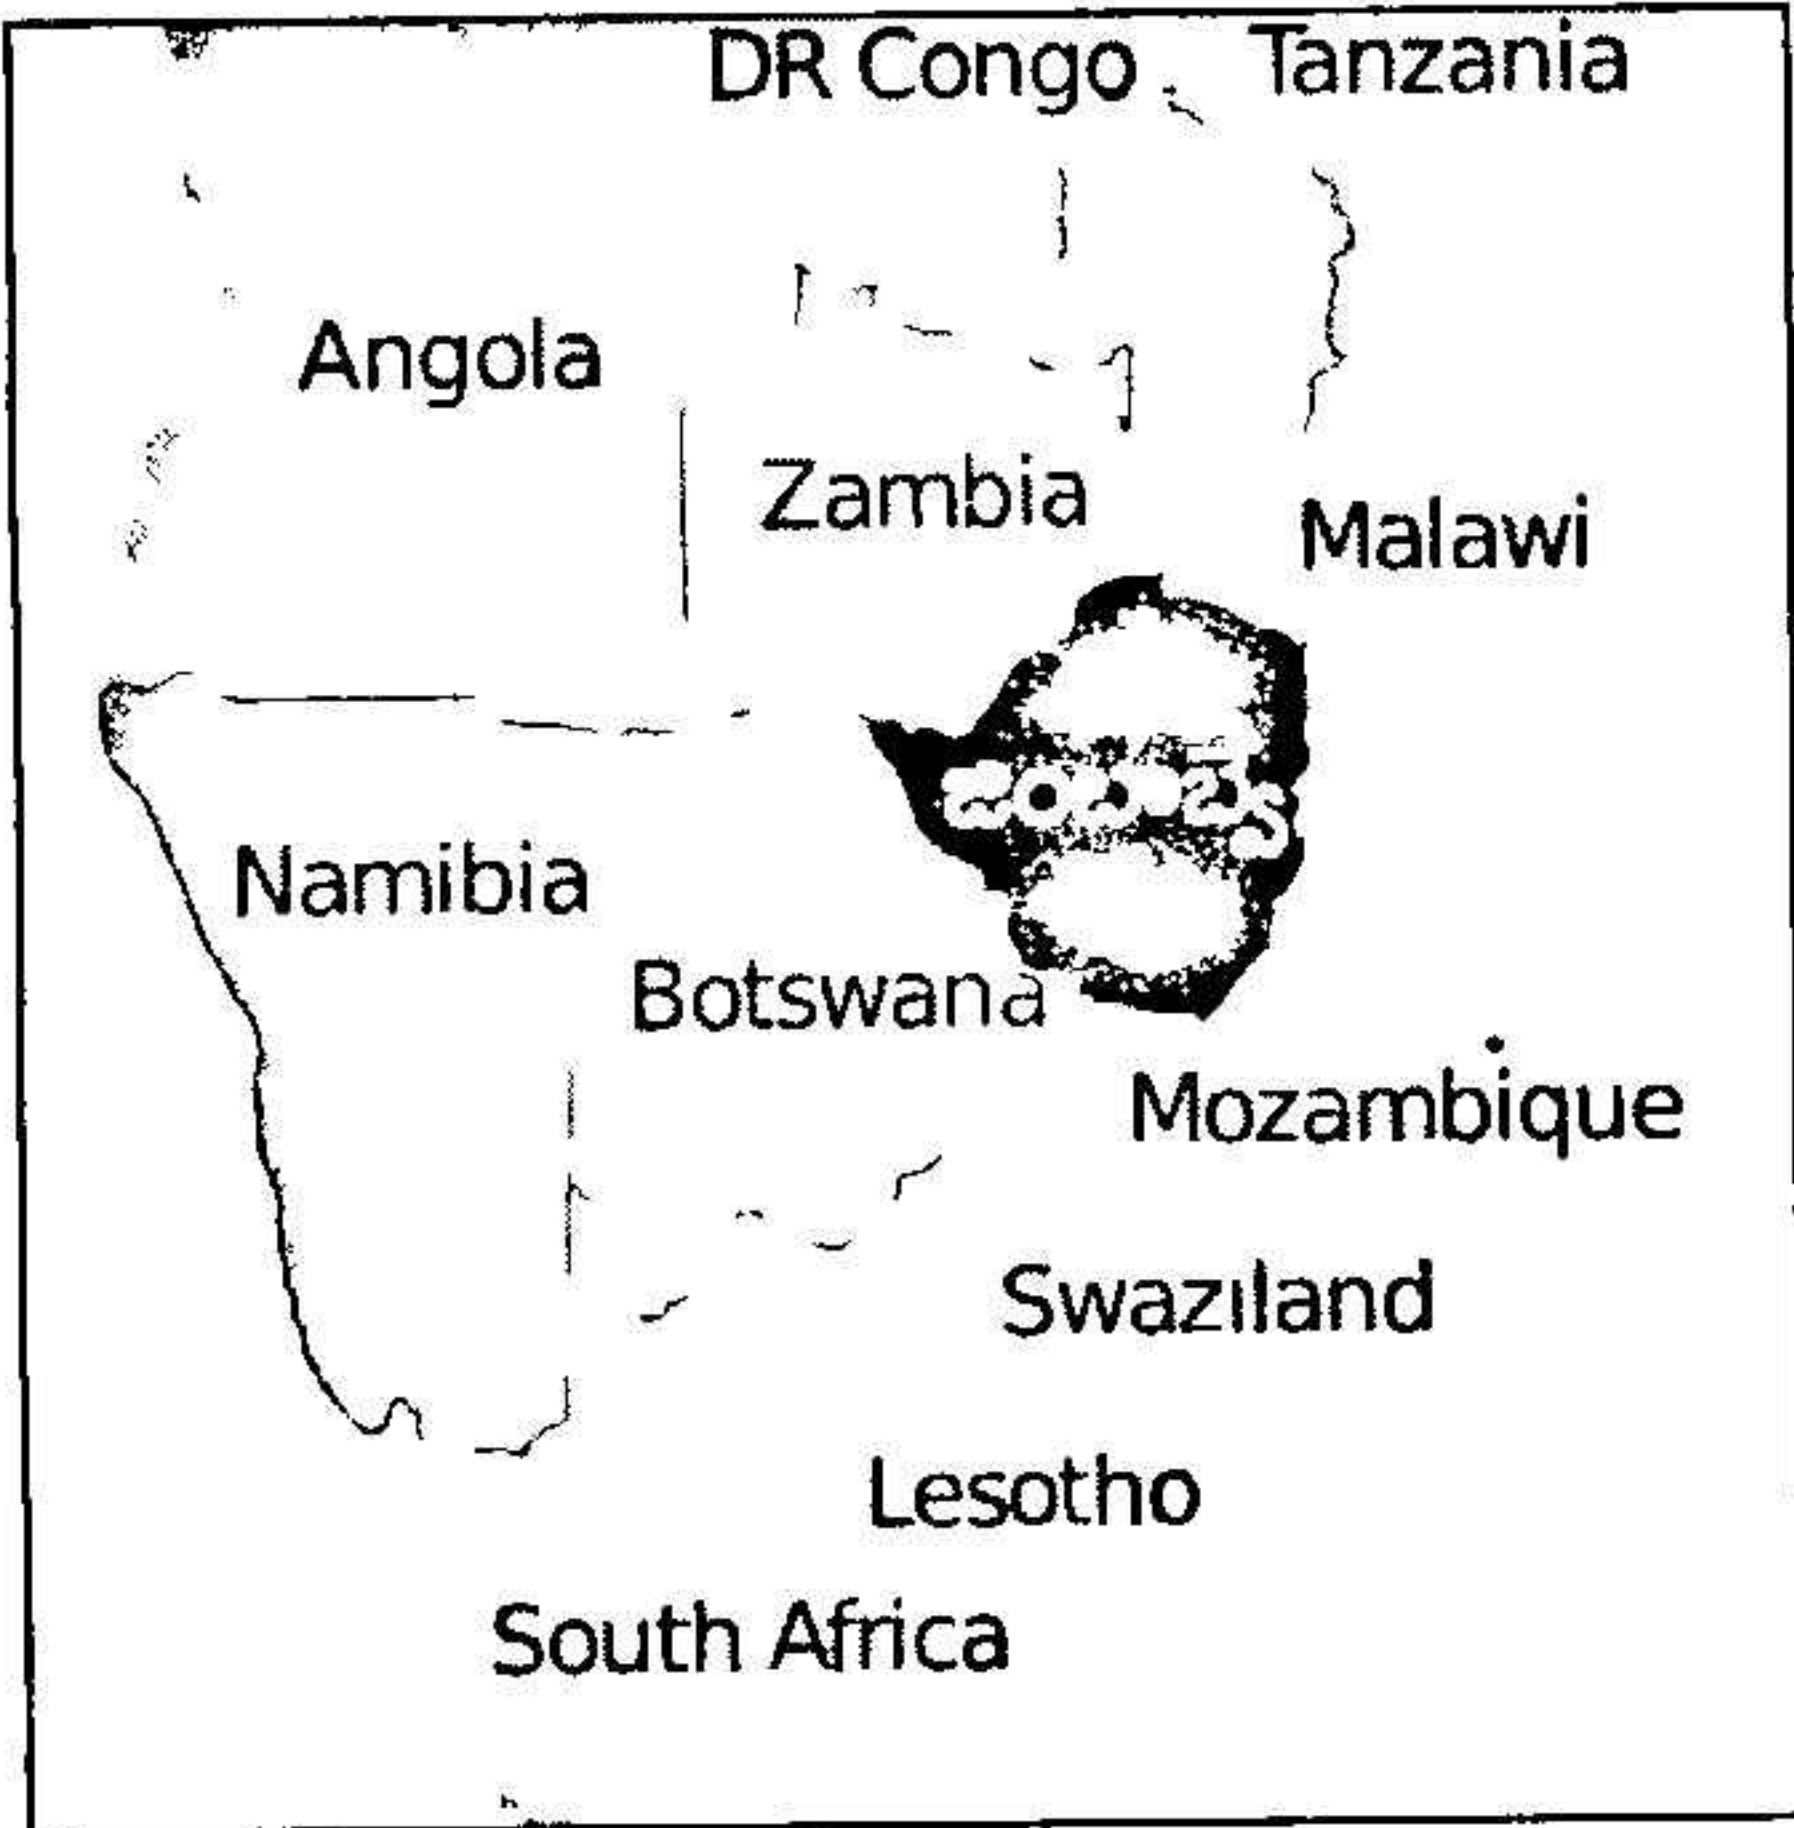 DR Congo
Tanzania
Angola
Zambia
Malawi
Namibia
Botswana
Mozambique
Swaziland
Lesotho
South Africa